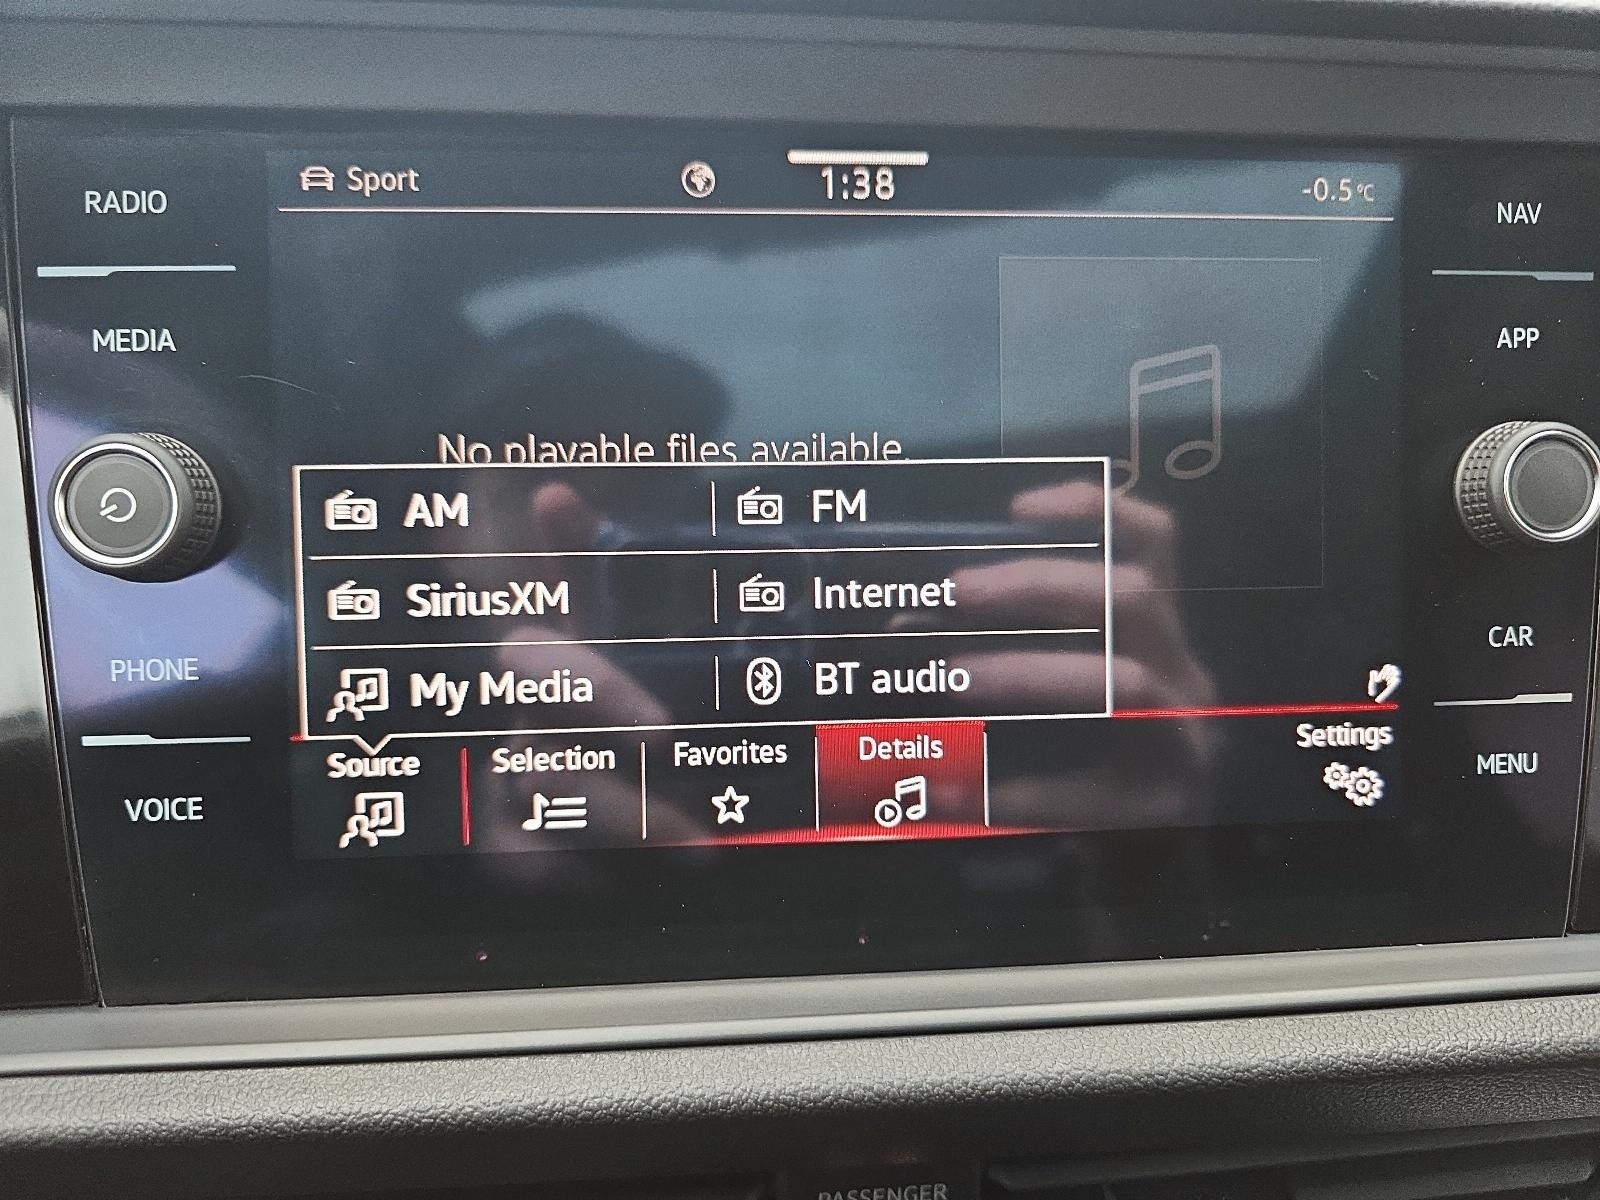 RADIO
MEDIA
PHONE
VOICE
Sport
1:38
-0.5°C
No playable files available.
AM
FM
SiriusXM
Internet
My Media
BT audio
Source
Selection
Favorites
Details
Settings
NAV
APP
CAR
MENU
PASSENGER